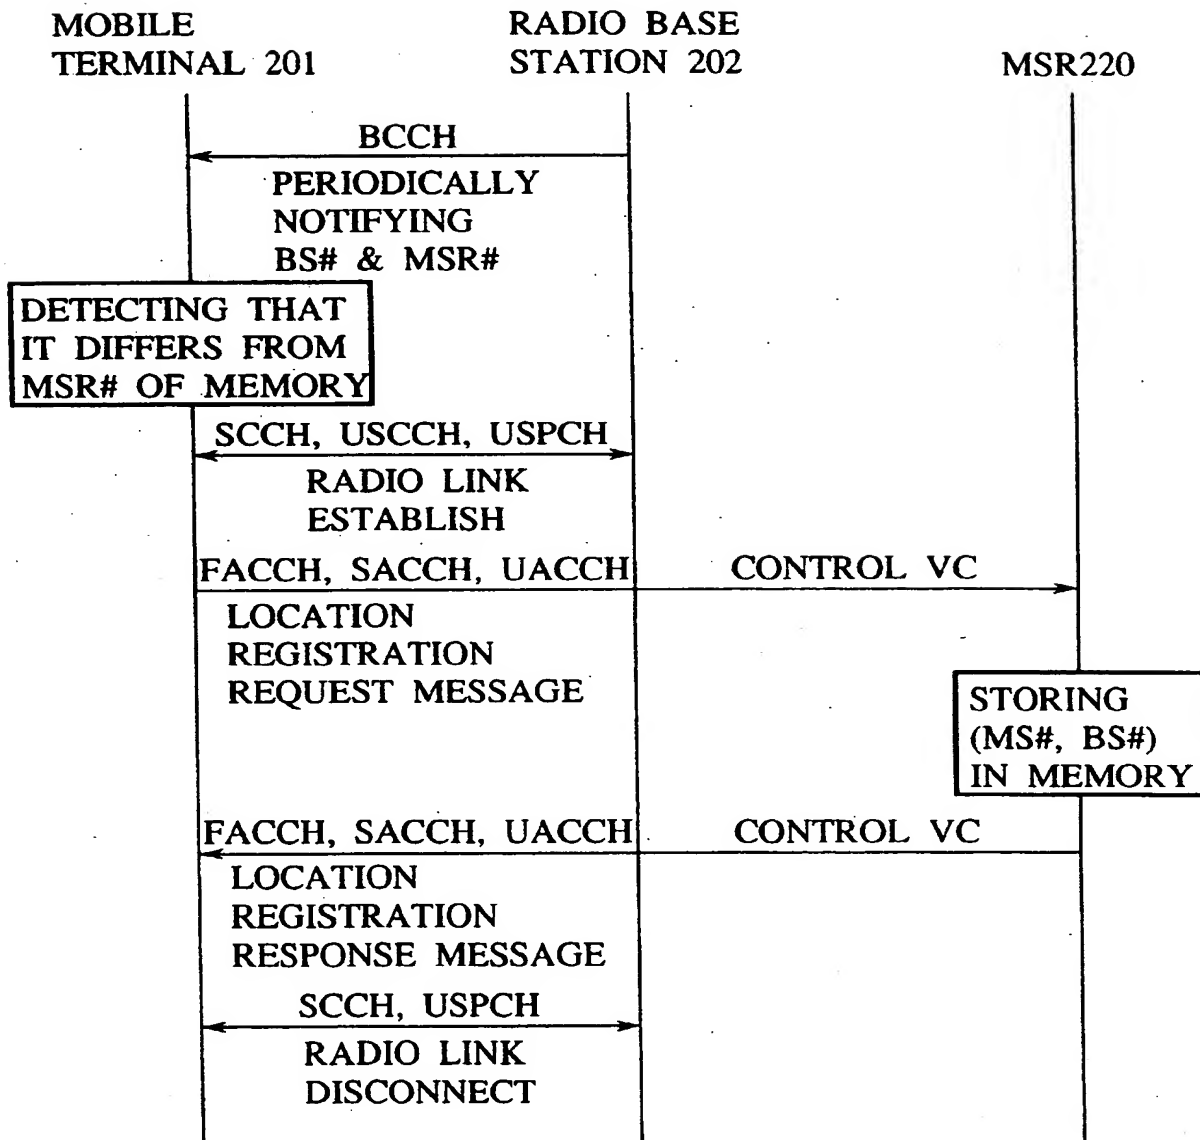 MOBILE
TERMINAL 201
RADIO BASE
STATION 202
MSR220
BCCH
PERIODICALLY
NOTIFYING
BS# & MSR#
DETECTING THAT
IT DIFFERS FROM
MSR# OF MEMORY
SCCH, USCCH, USPCH
RADIO LINK
ESTABLISH
FACCH, SACCH, UACCH
CONTROL VC
LOCATION
REGISTRATION
REQUEST MESSAGE
STORING
(MS#, BS#)
IN MEMORY
FACCH, SACCH, UACCH
CONTROL VC
LOCATION
REGISTRATION
RESPONSE MESSAGE
SCCH, USPCH
RADIO LINK
DISCONNECT